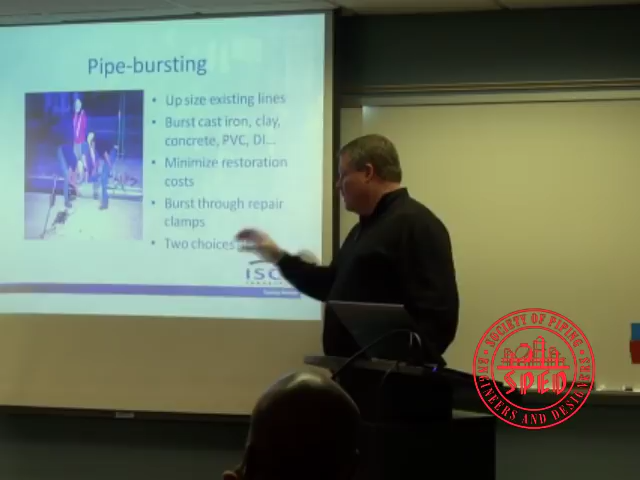 Pipe-bursting
• Up size existing lines
• Burst cast iron, clay,
concrete, PVC, DI...
• Minimize restoration
costs
• Burst through repair
clamps
• Two choices
ISC
SOCIETY OF PIPING
ENGINEERS AND DESIGNERS
SPED